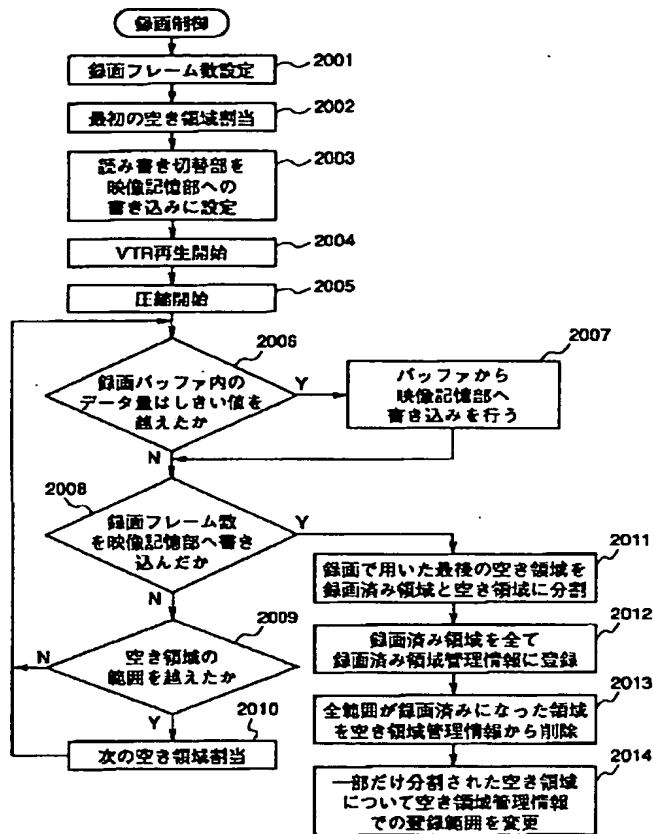 録画制御
録画フレーム数設定
2001
最初の空き領域割当
2002
読み書き切替部を
映像記憶部への
書き込みに設定
2003
VTR再生開始
2004
圧縮開始
2005
2006
録画バッファ内の
データ量はしきい値を
越えたか
Y
N
2007
バッファから
映像記憶部へ
書き込みを行う
2008
録画フレーム数
を映像記憶部へ書き
込んだか
Y
N
2009
空き領域の
範囲を越えたか
N
Y
2010
次の空き領域割当
2011
録画で用いた最後の空き領域を
録画済み領域と空き領域に分割
2012
録画済み領域を全て
録画済み領域管理情報に登録
2013
全範囲が録画済みになった領域
を空き領域管理情報から削除
2014
一部だけ分割された空き領域
について空き領域管理情報
での登録範囲を変更